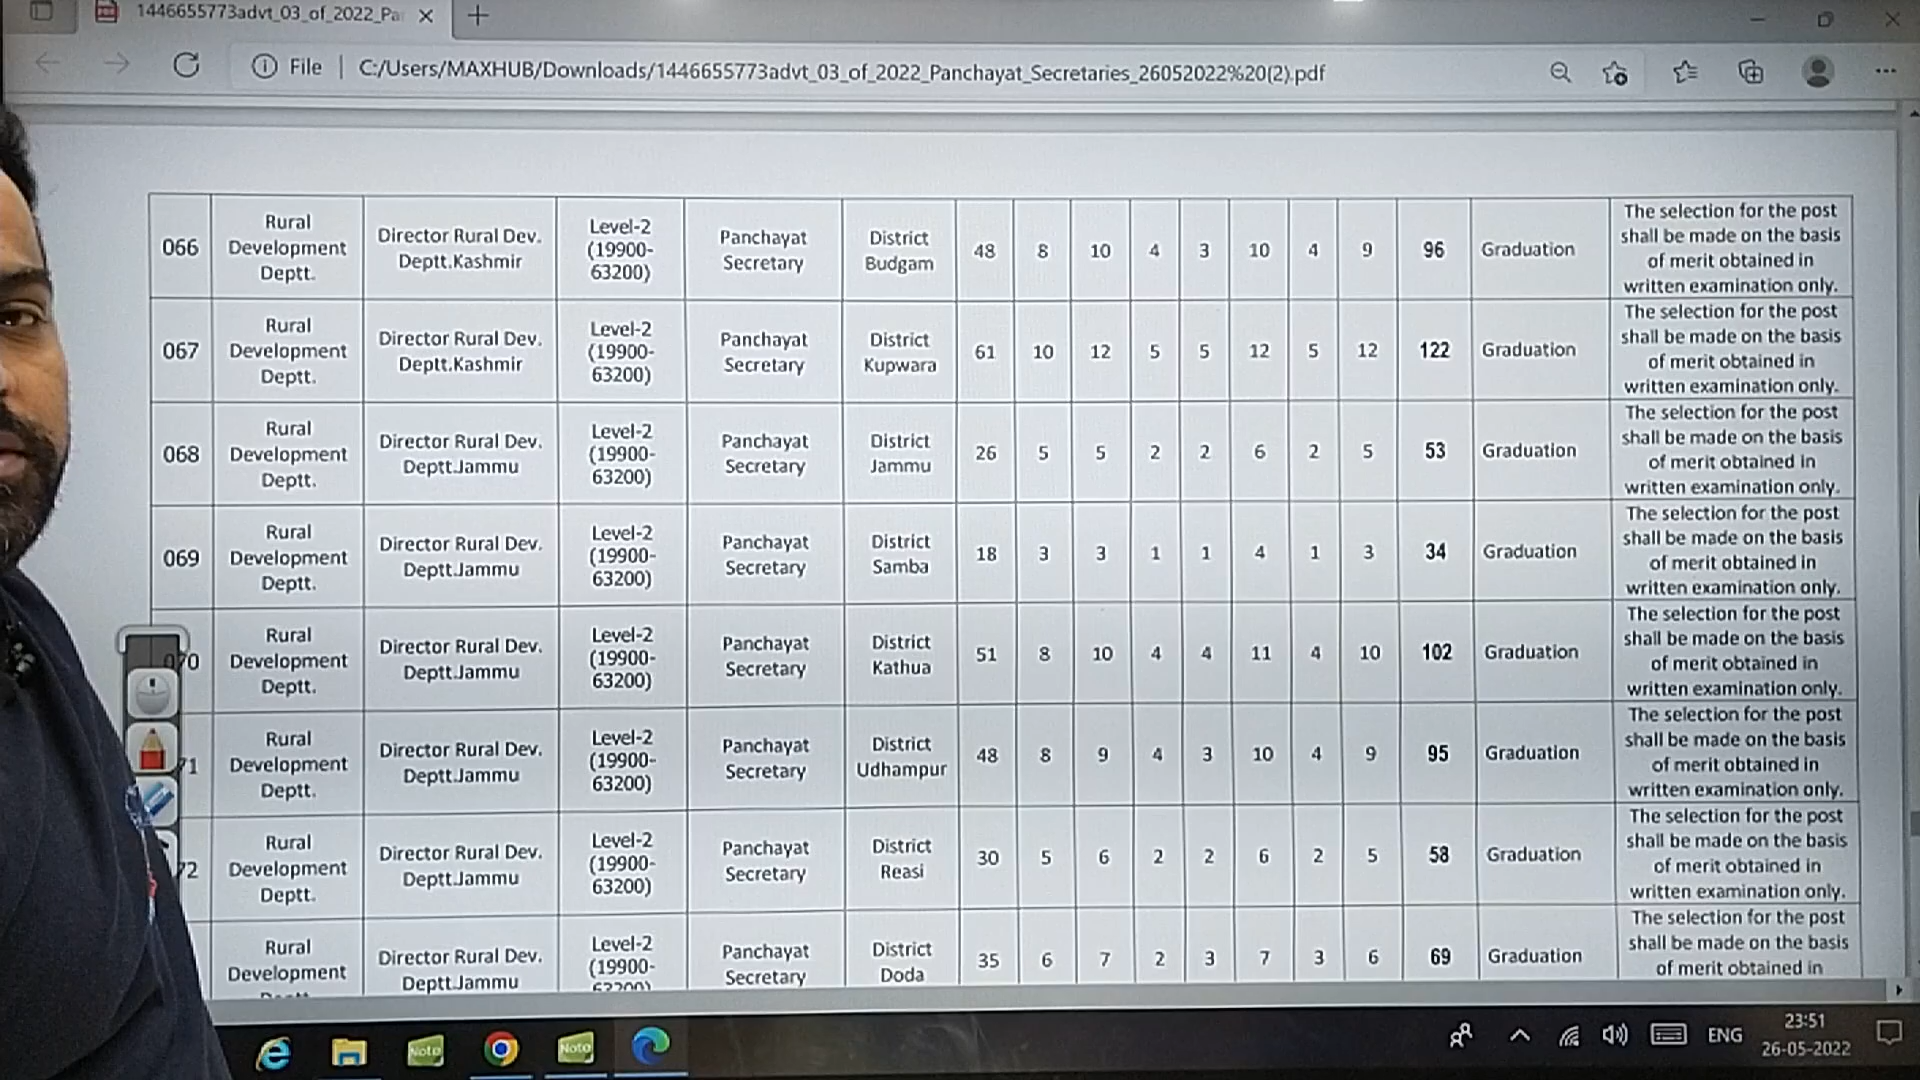 1446655773advt_03_of_2022_Pa
File | C:/Users/MAXHUB/Downloads/1446655773advt_03_of_2022_Panchayat_Secretaries_26052022%20(2).pdf
066 Rural Development Deptt. Director Rural Dev. Deptt.Kashmir Level-2 (19900-63200) Panchayat Secretary District Budgam 48 8 10 4 3 10 4 9 96 Graduation The selection for the post shall be made on the basis of merit obtained in written examination only.
067 Rural Development Deptt. Director Rural Dev. Deptt.Kashmir Level-2 (19900-63200) Panchayat Secretary District Kupwara 61 10 12 5 5 12 5 12 122 Graduation The selection for the post shall be made on the basis of merit obtained in written examination only.
068 Rural Development Deptt. Director Rural Dev. Deptt.Jammu Level-2 (19900-63200) Panchayat Secretary District Jammu 26 5 5 2 2 6 2 5 53 Graduation The selection for the post shall be made on the basis of merit obtained in written examination only.
069 Rural Development Deptt. Director Rural Dev. Deptt.Jammu Level-2 (19900-63200) Panchayat Secretary District Samba 18 3 3 1 1 4 1 3 34 Graduation The selection for the post shall be made on the basis of merit obtained in written examination only.
070 Rural Development Deptt. Director Rural Dev. Deptt.Jammu Level-2 (19900-63200) Panchayat Secretary District Kathua 51 8 10 4 4 11 4 10 102 Graduation The selection for the post shall be made on the basis of merit obtained in written examination only.
71 Rural Development Deptt. Director Rural Dev. Deptt.Jammu Level-2 (19900-63200) Panchayat Secretary District Udhampur 48 8 9 4 3 10 4 9 95 Graduation The selection for the post shall be made on the basis of merit obtained in written examination only.
72 Rural Development Deptt. Director Rural Dev. Deptt.Jammu Level-2 (19900-63200) Panchayat Secretary District Reasi 30 5 6 2 2 6 2 5 58 Graduation The selection for the post shall be made on the basis of merit obtained in written examination only.
Rural Development Director Rural Dev. Deptt.Jammu Level-2 (19900- Panchayat Secretary District Doda 35 6 7 2 3 7 3 6 69 Graduation The selection for the post shall be made on the basis of merit obtained in
Note Note ENG 23:51
26-05-2022